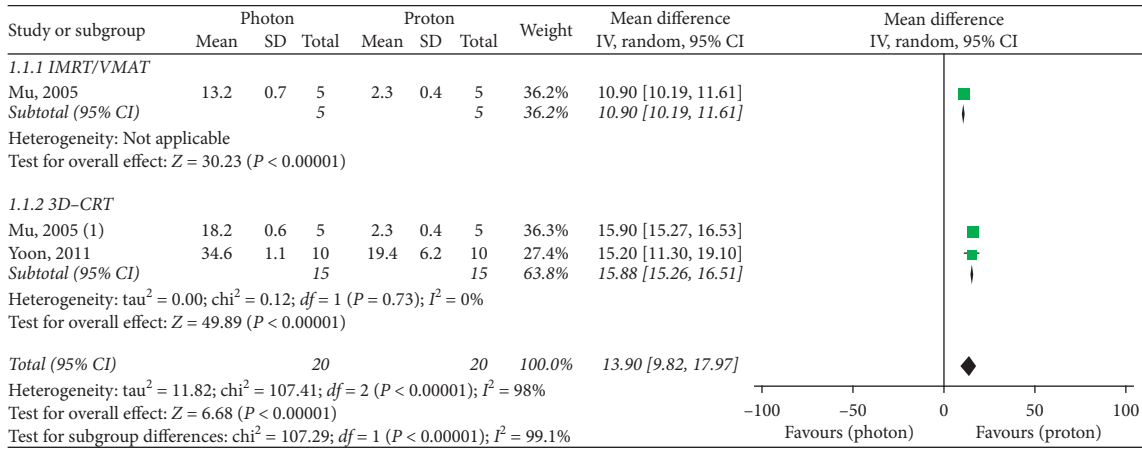 Study or subgroup Photon Proton Weight Mean difference Mean difference
Mean SD Total Mean SD Total IV, random, 95% CI IV, random, 95% CI
1.1.1 IMRT/VMAT
Mu, 2005 13.2 0.7 5 2.3 0.4 5 36.2% 10.90 [10.19, 11.61]
Subtotal (95% CI) 5 5 36.2% 10.90 [10.19, 11.61]
Heterogeneity: Not applicable
Test for overall effect: Z = 30.23 (P < 0.00001)
1.1.2 3D–CRT
Mu, 2005 (1) 18.2 0.6 5 2.3 0.4 5 36.3% 15.90 [15.27, 16.53]
Yoon, 2011 34.6 1.1 10 19.4 6.2 10 27.4% 15.20 [11.30, 19.10]
Subtotal (95% CI) 15 15 63.8% 15.88 [15.26, 16.51]
Heterogeneity: tau² = 0.00; chi² = 0.12; df = 1 (P = 0.73); I² = 0%
Test for overall effect: Z = 49.89 (P < 0.00001)
Total (95% CI) 20 20 100.0% 13.90 [9.82, 17.97]
Heterogeneity: tau² = 11.82; chi² = 107.41; df = 2 (P < 0.00001); I² = 98%
Test for overall effect: Z = 6.68 (P < 0.00001)
Test for subgroup differences: chi² = 107.29; df = 1 (P < 0.00001); I² = 99.1%
–100 –50 0 50 100
Favours (photon) Favours (proton)